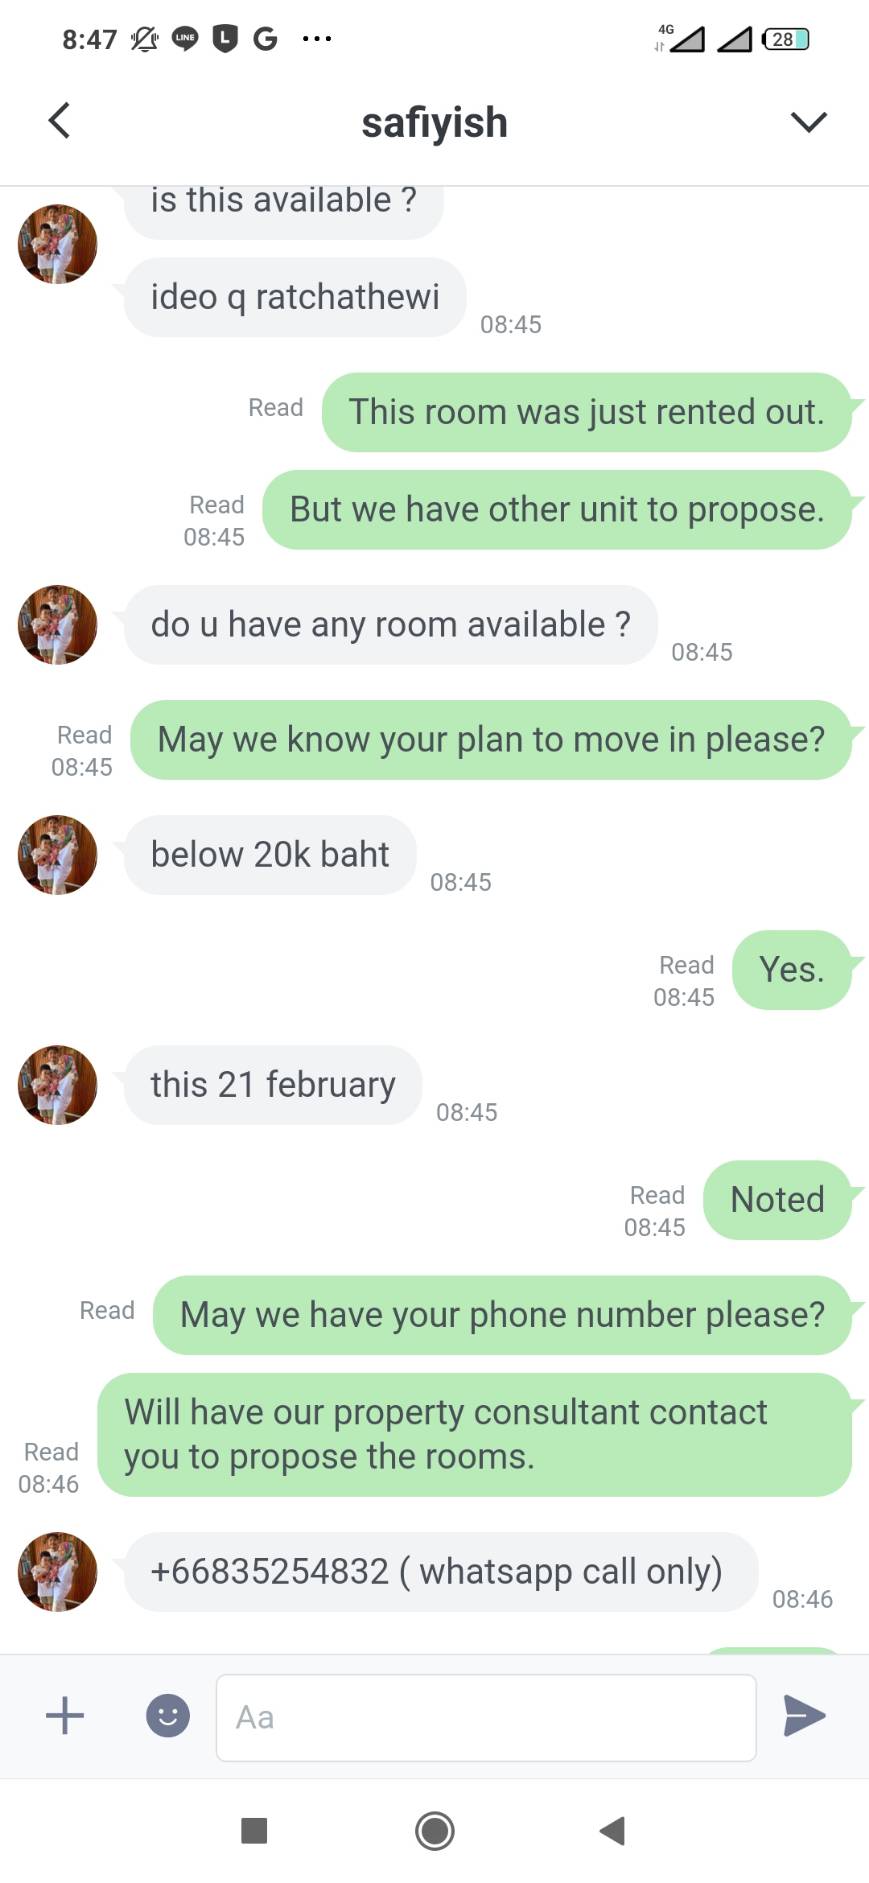 8:47 LINE L G ... 4G 28
safiyish
is this available ?
ideo q ratchathewi
08:45
Read This room was just rented out.
Read But we have other unit to propose.
08:45
do u have any room available ?
08:45
Read May we know your plan to move in please?
08:45
below 20k baht
08:45
Read Yes.
08:45
this 21 february
08:45
Read Noted
08:45
Read May we have your phone number please?
Will have our property consultant contact
Read you to propose the rooms.
08:46
+66835254832 ( whatsapp call only)
08:46
Aa